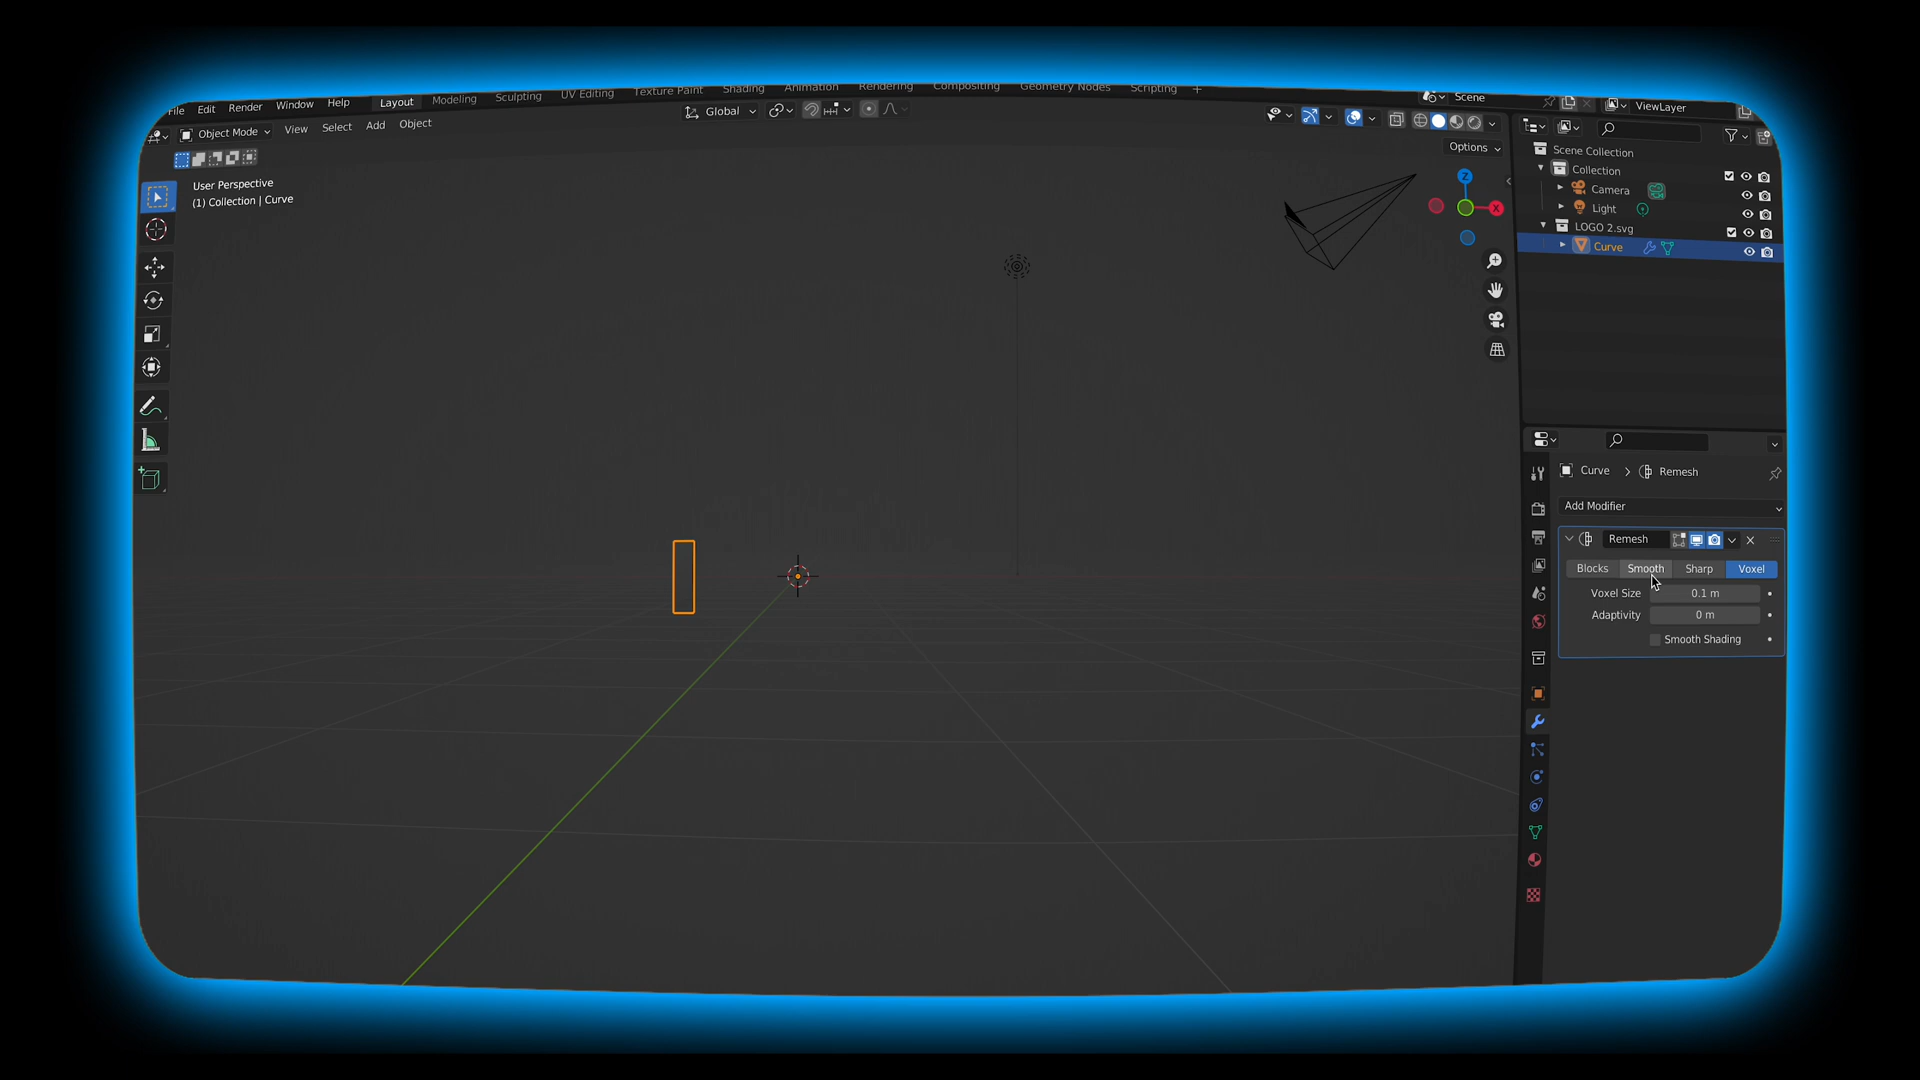 File Edit Render Window Help Layout Modeling Sculpting UV Editing Texture Paint Shading Animation Rendering Compositing Geometry Nodes Scripting + Scene ViewLayer
Object Mode View Select Add Object Global
Options
User Perspective
(1) Collection | Curve
Z
X
Scene Collection
Collection
Camera
Light
LOGO 2.svg
Curve
Curve > Remesh
Add Modifier
Remesh
Blocks Smooth Sharp Voxel
Voxel Size 0.1 m
Adaptivity 0 m
Smooth Shading